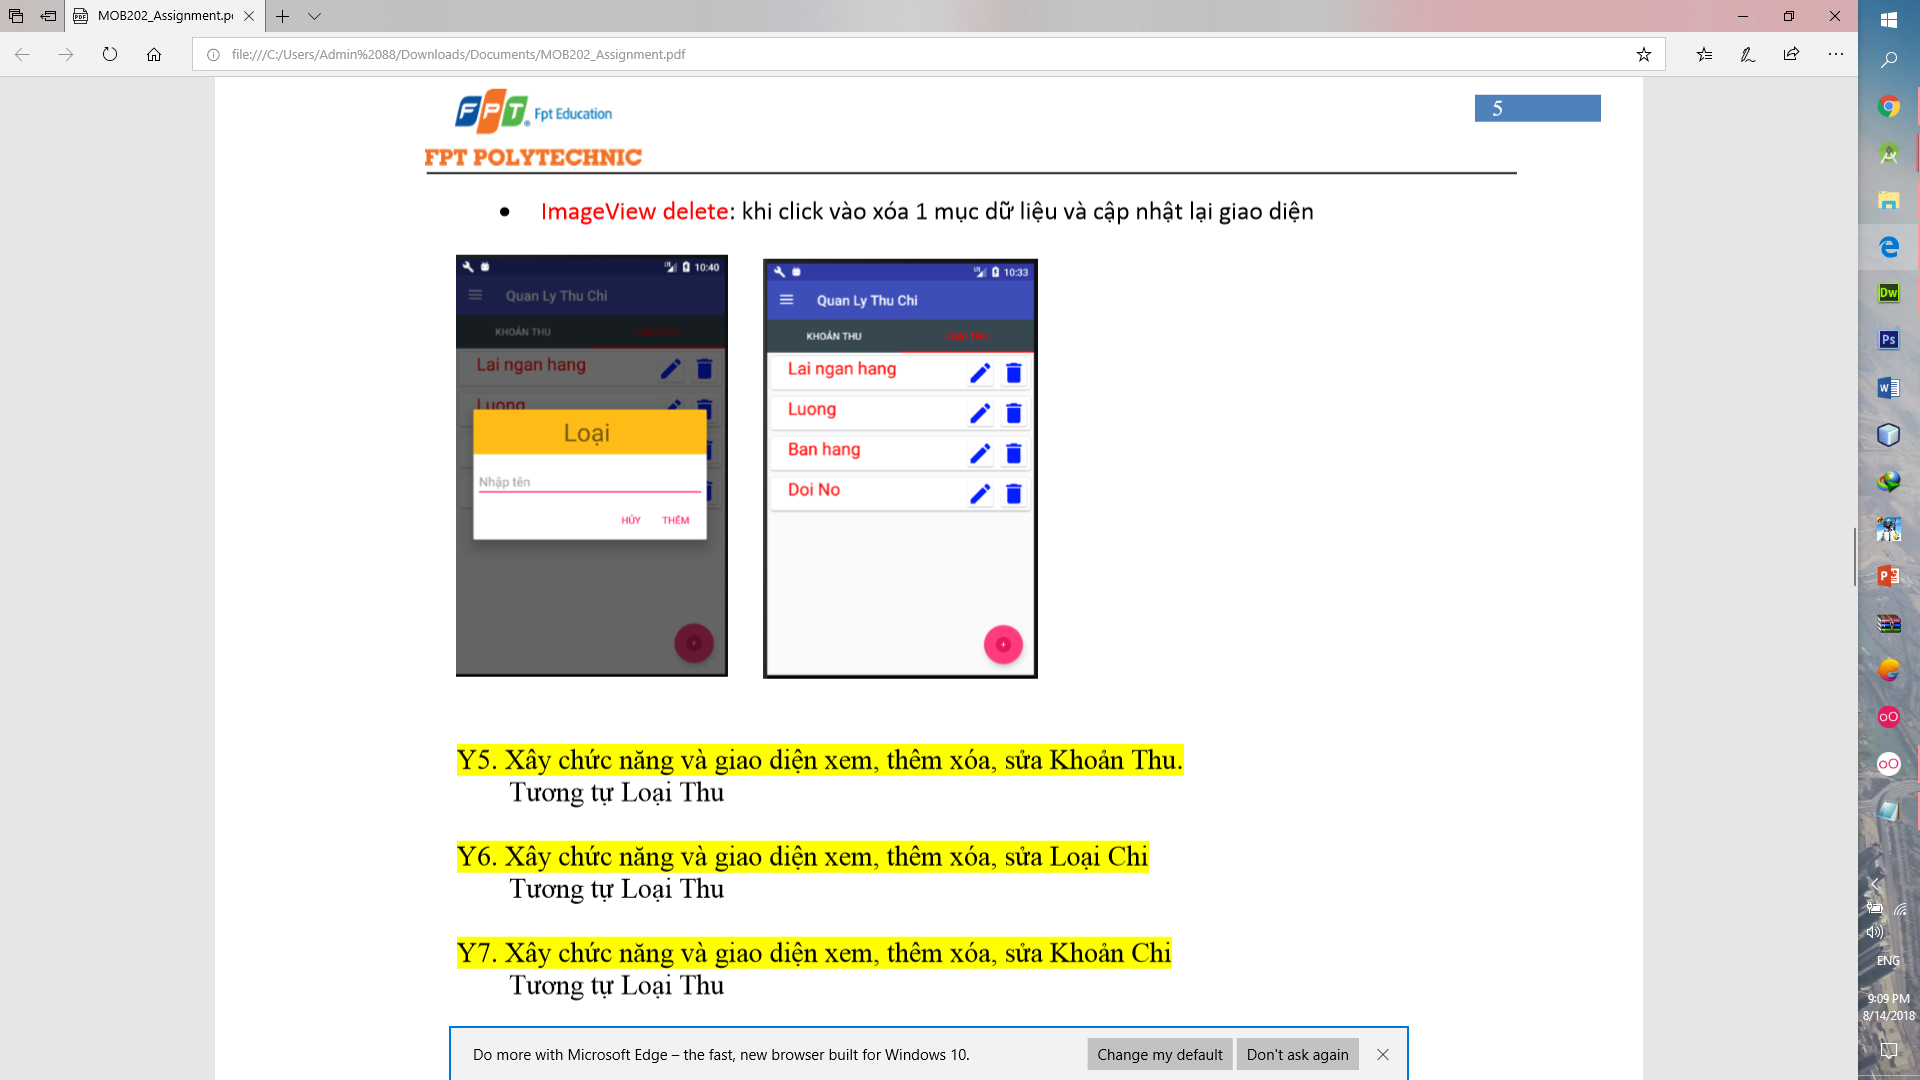 MOB202_Assignment.p
file:///C:/Users/Admin%2088/Downloads/Documents/MOB202_Assignment.pdf
FPT Fpt Education
5
FPT POLYTECHNIC
• ImageView delete: khi click vào xóa 1 mục dữ liệu và cập nhật lại giao diện
10:40
Quan Ly Thu Chi
KHOẢN THU
Lai ngan hang
Luong
Loại
Nhập tên
HỦY THÊM
10:33
Quan Ly Thu Chi
KHOẢN THU LOẠI THU
Lai ngan hang
Luong
Ban hang
Doi No
Y5. Xây chức năng và giao diện xem, thêm xóa, sửa Khoản Thu.
Tương tự Loại Thu
Y6. Xây chức năng và giao diện xem, thêm xóa, sửa Loại Chi
Tương tự Loại Thu
Y7. Xây chức năng và giao diện xem, thêm xóa, sửa Khoản Chi
Tương tự Loại Thu
Do more with Microsoft Edge – the fast, new browser built for Windows 10.
Change my default Don't ask again
Dw
Ps
ENG
9:09 PM
8/14/2018